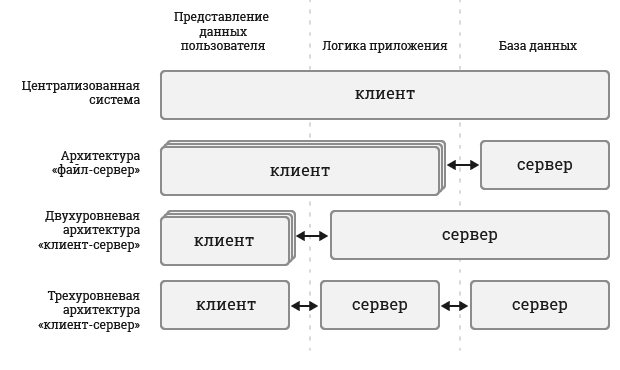 Представление
данных
пользователя
Логика приложения
База данных
Централизованная
система
клиент
Архитектура
«файл-сервер»
клиент
сервер
Двухуровневая
архитектура
«клиент-сервер»
клиент
сервер
Трехуровневая
архитектура
«клиент-сервер»
клиент
сервер
сервер